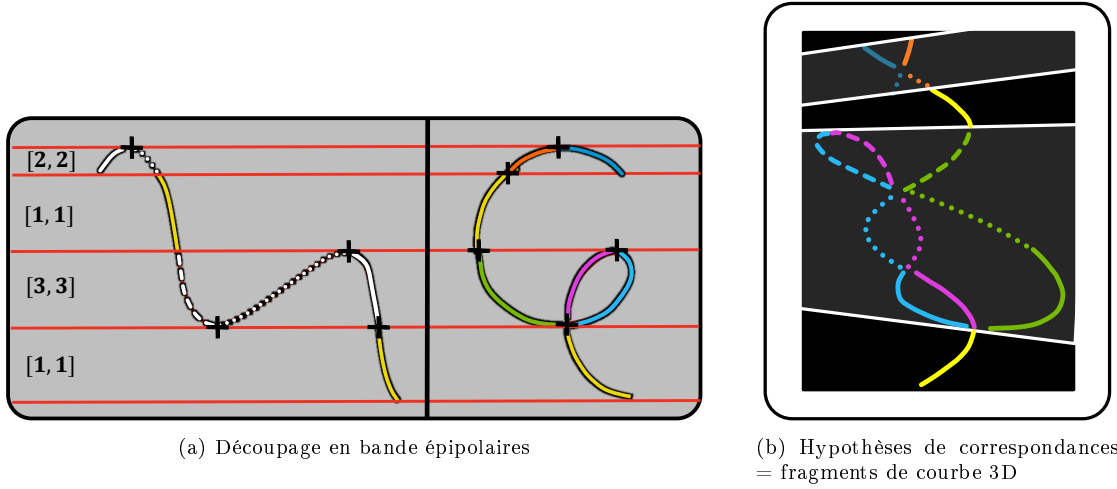 [2, 2]
[1, 1]
[3, 3]
[1, 1]
(a) Découpage en bande épipolaires
(b) Hypothèses de correspondances
= fragments de courbe 3D